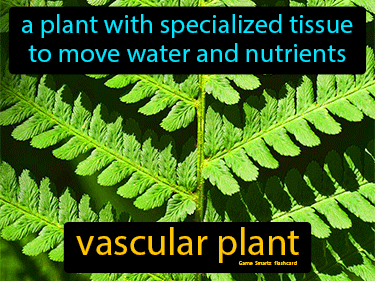 a plant with specialized tissue
to move water and nutrients
vascular plant
Game Smartz flashcard